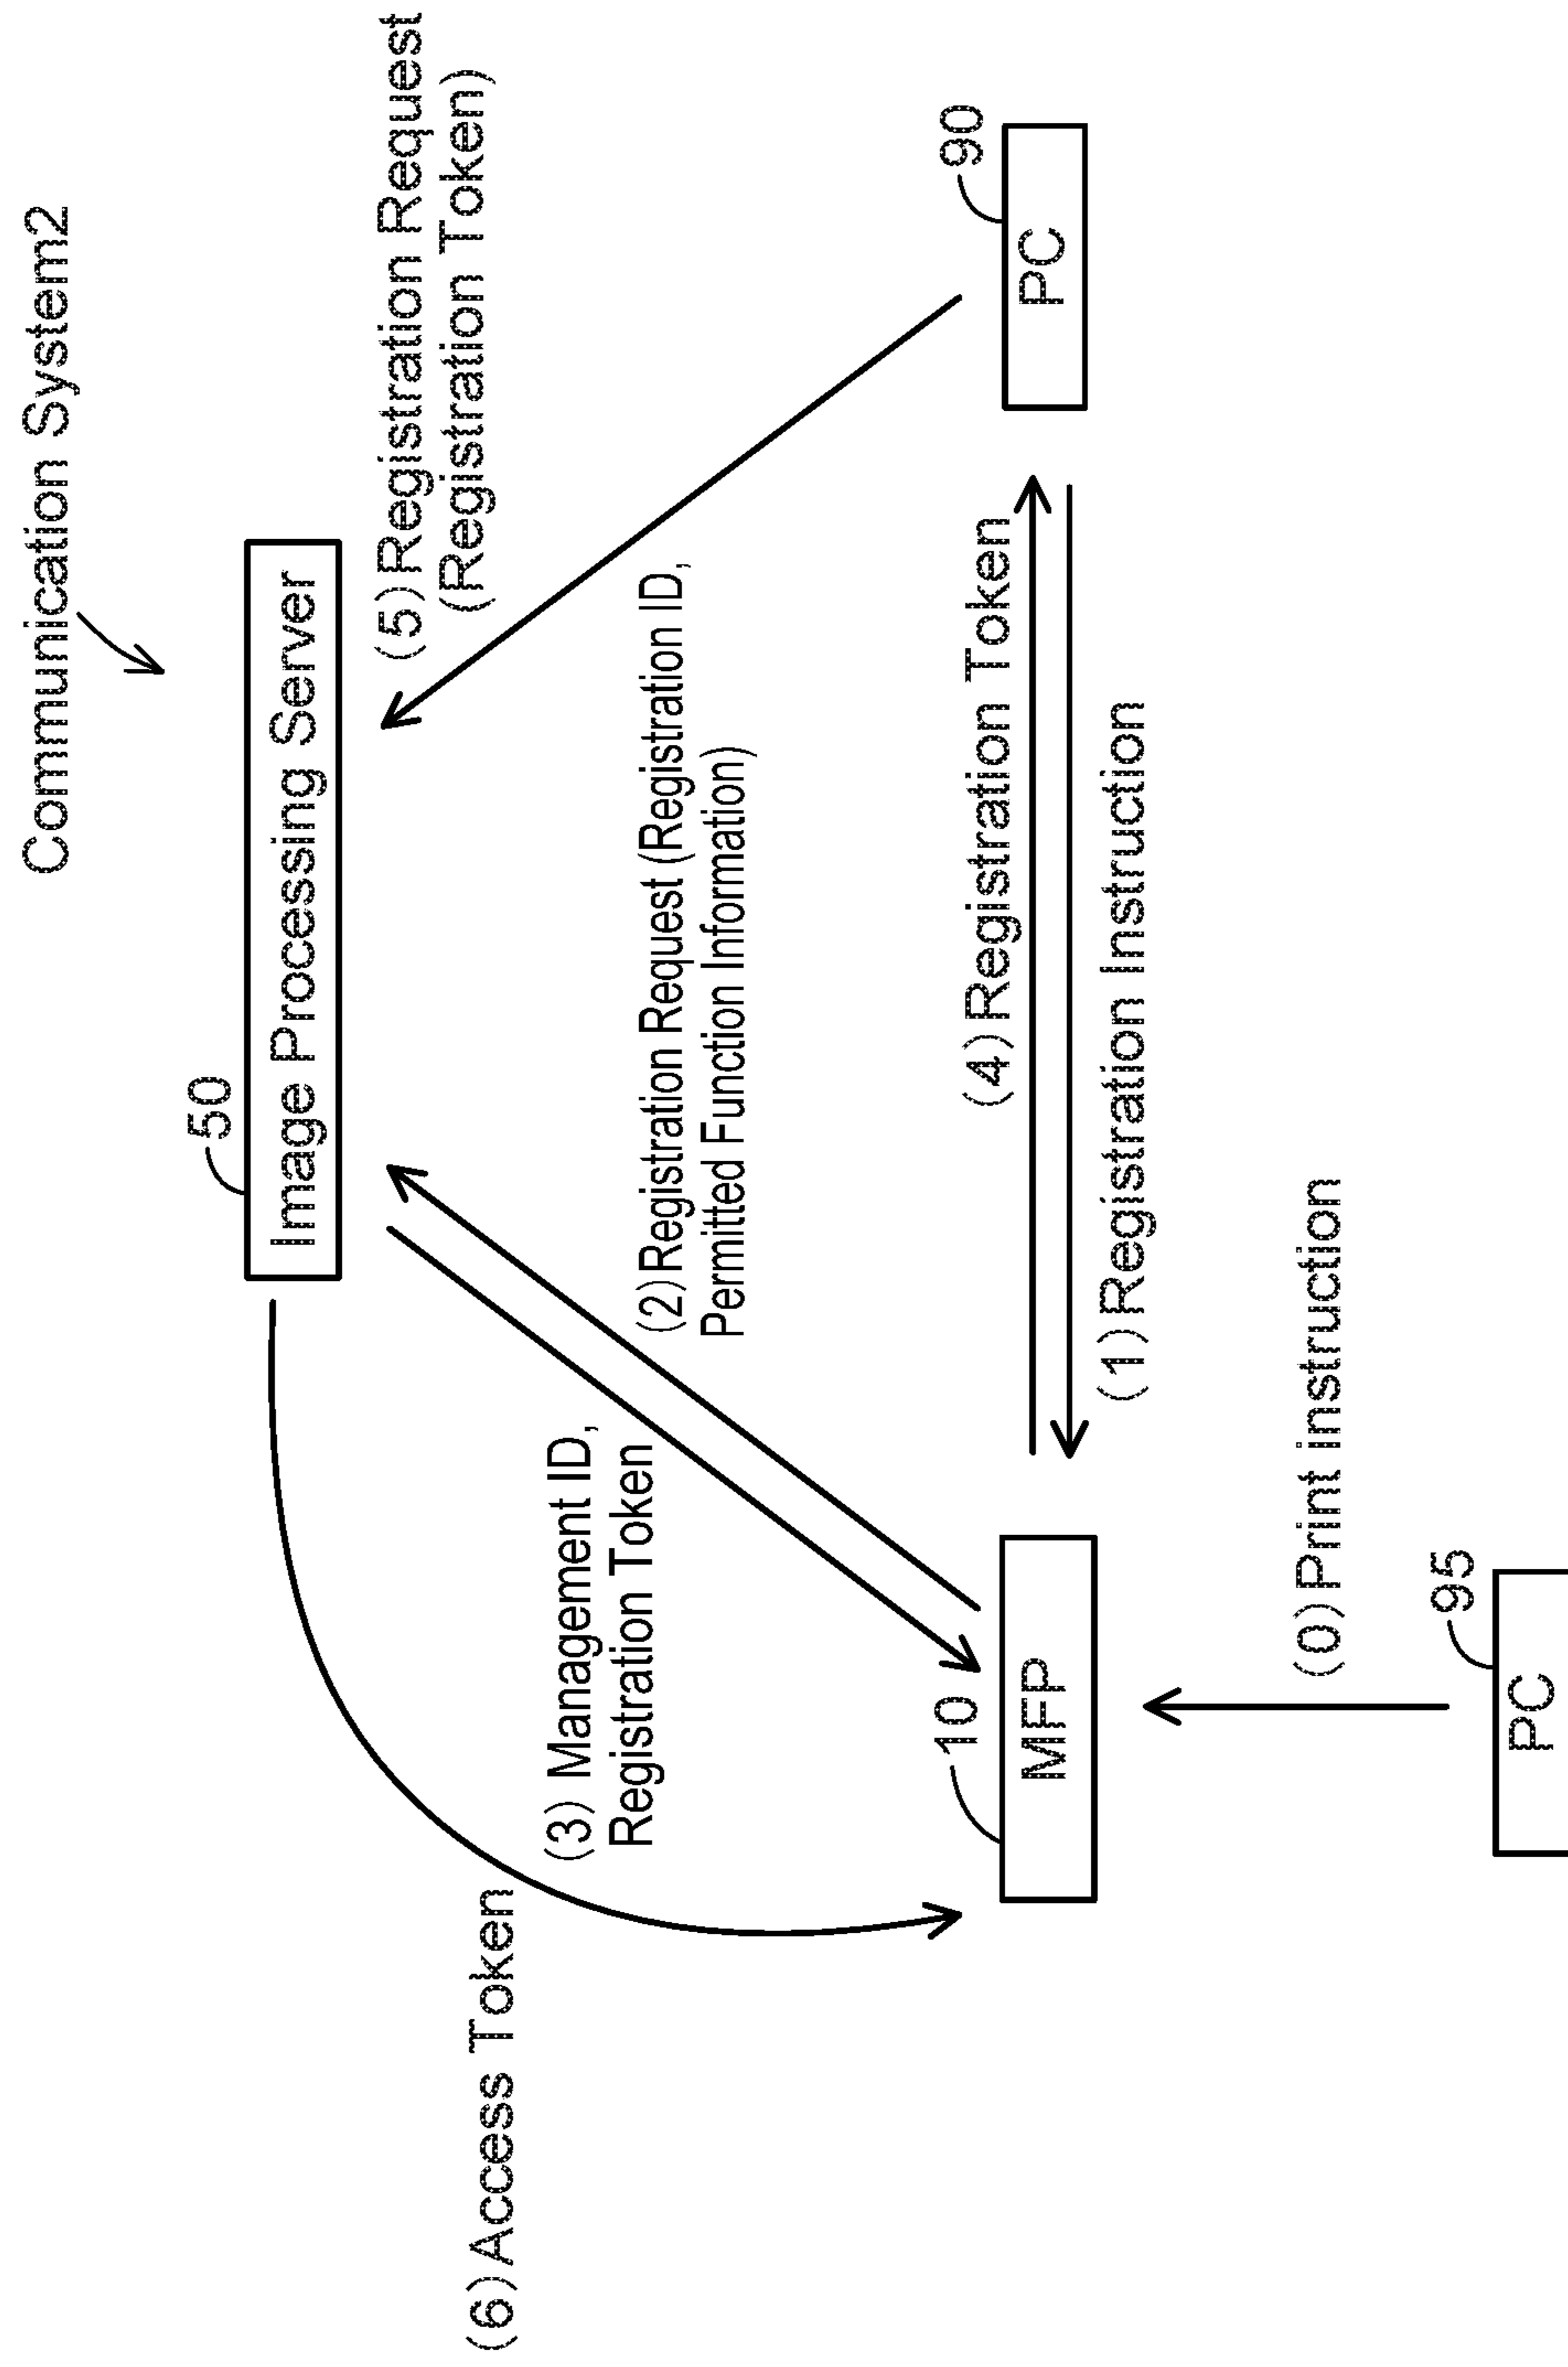 Communication System2
50
Image Processing Server
(5)Registration Request
(Registration Token)
(6)Access Token
(3) Management ID,
Registration Token
(2)Registration Request (Registration ID,
Permitted Function Information)
10
MFP
90
PC
(4)Registration Token
(1)Registration Instruction
(0)Print instruction
95
PC